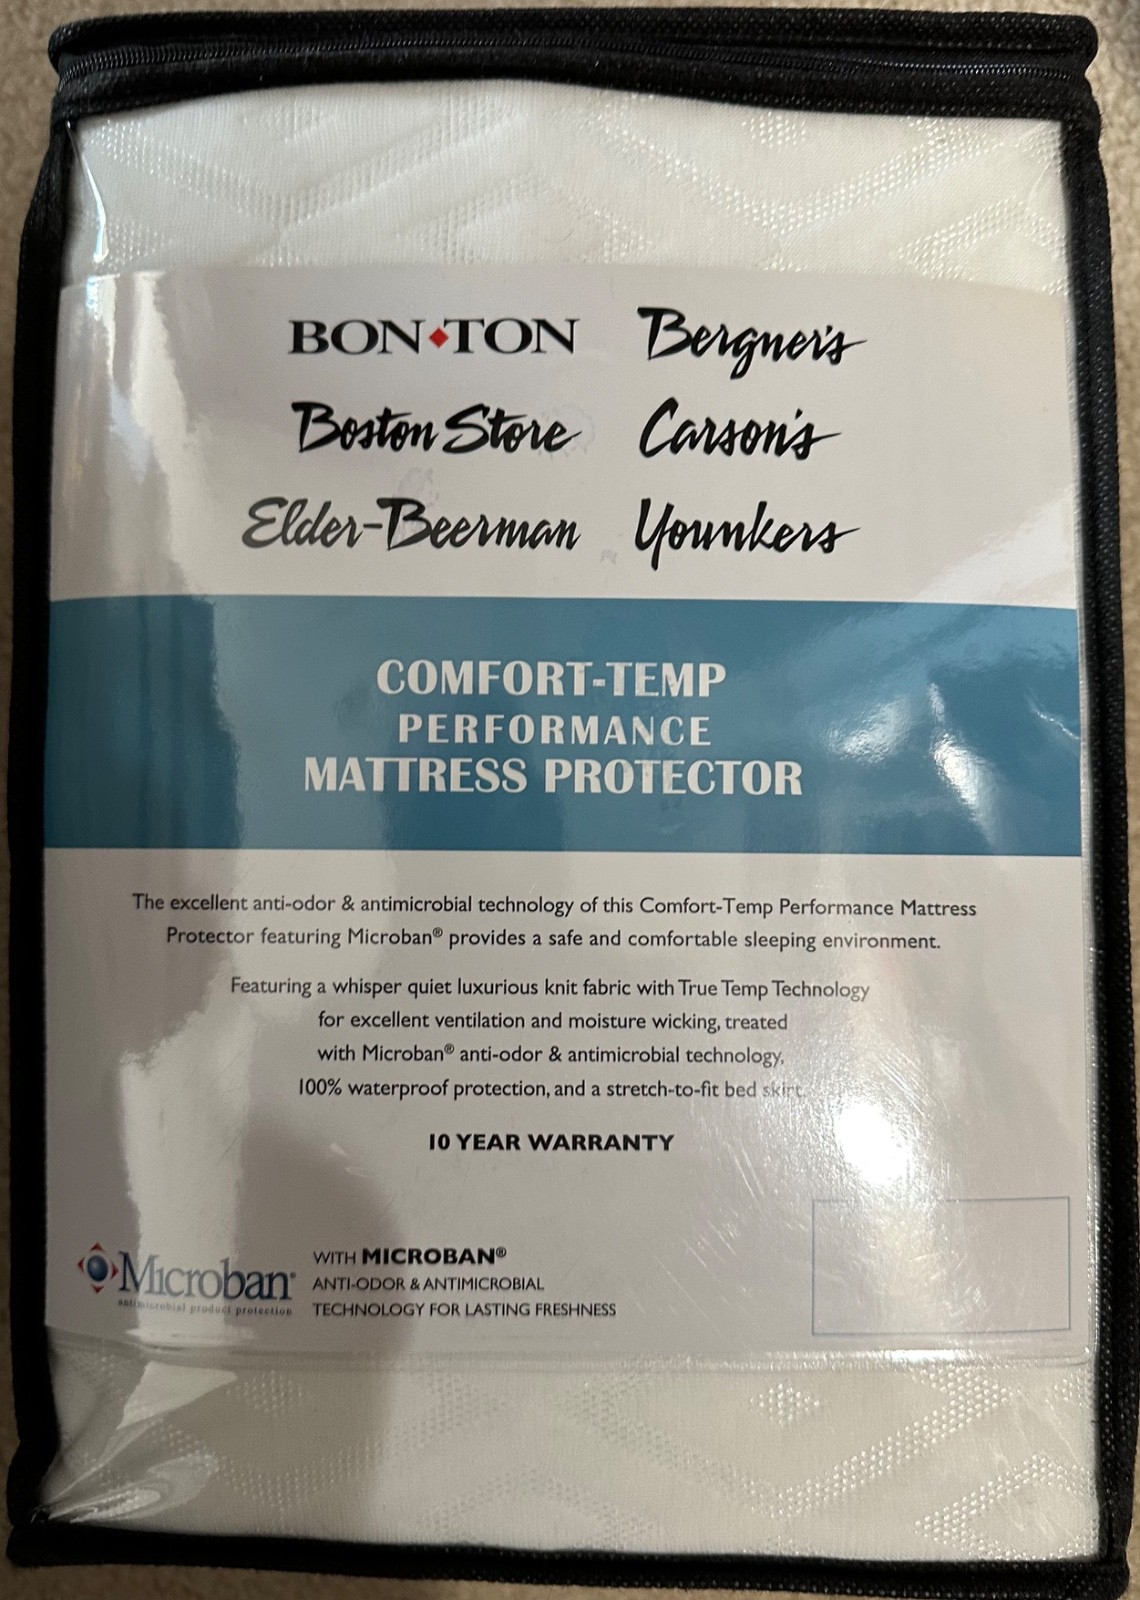 BON♦TON Bergner's
Boston Store Carson's
Elder-Beerman Younkers
COMFORT-TEMP
PERFORMANCE
MATTRESS PROTECTOR
The excellent anti-odor & antimicrobial technology of this Comfort-Temp Performance Mattress
Protector featuring Microban® provides a safe and comfortable sleeping environment.
Featuring a whisper quiet luxurious knit fabric with True Temp Technology
for excellent ventilation and moisture wicking, treated
with Microban® anti-odor & antimicrobial technology,
100% waterproof protection, and a stretch-to-fit bed skirt.
10 YEAR WARRANTY
Microban®
antimicrobial product protection
WITH MICROBAN®
ANTI-ODOR & ANTIMICROBIAL
TECHNOLOGY FOR LASTING FRESHNESS